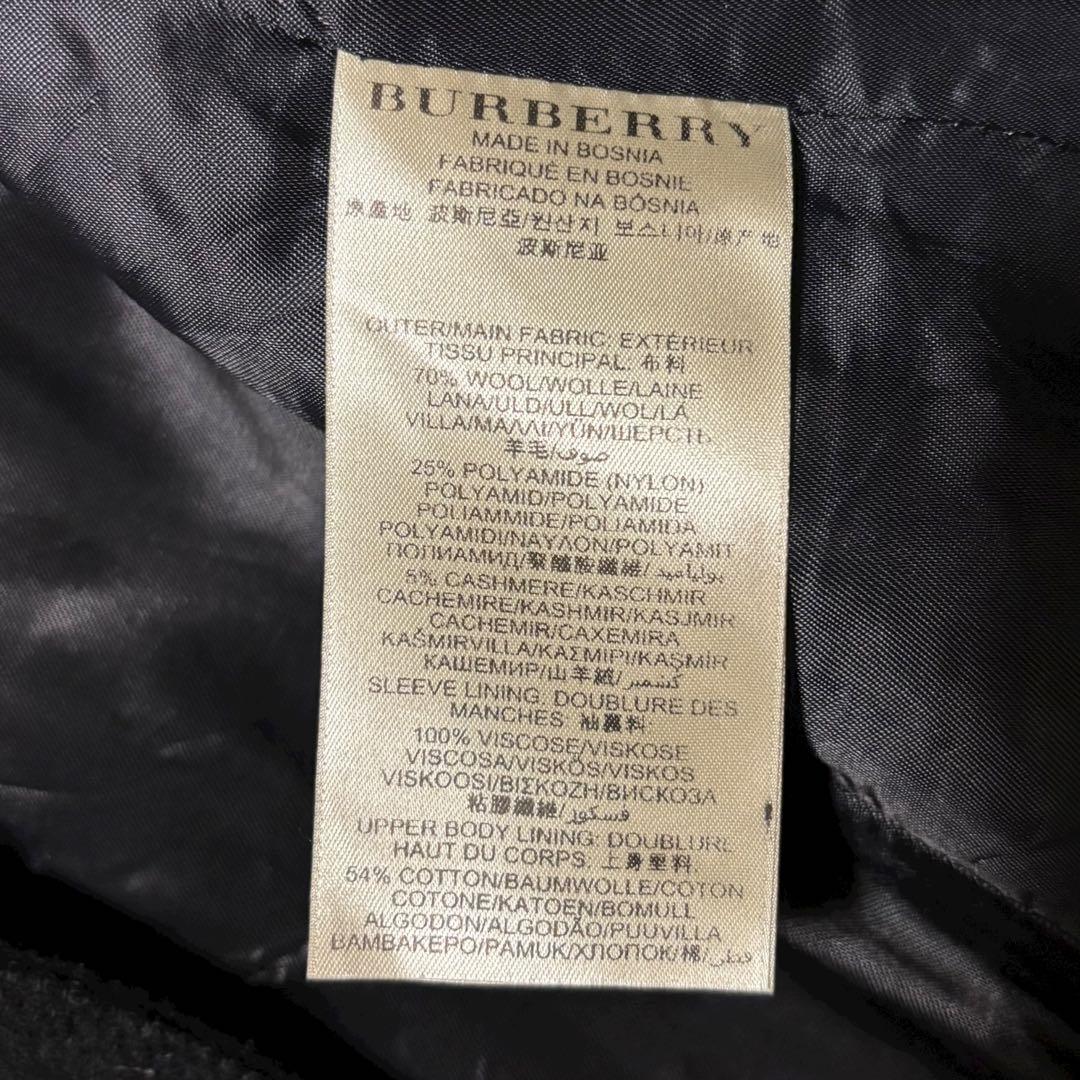 BURBERRY
MADE IN BOSNIA
FABRIQUÉ EN BOSNIE
FABRICADO NA BÓSNIA
原產地 波斯尼亞/원산지 보스니아/原产地
波斯尼亚
OUTER/MAIN FABRIC: EXTÉRIEUR
TISSU PRINCIPAL: 布料
70% WOOL/WOLLE/LAINE
LANA/ULD/ULL/WOL/LÃ
VILLA/ΜΑΛΛΙ/YÜN/ШЕРСТЬ
羊毛/صوف
25% POLYAMIDE (NYLON)
POLYAMID/POLYAMIDE
POLIAMMIDE/POLIAMIDA
POLYAMIDI/ΝΑΥΛΟΝ/POLYAMIT
ПОЛИАМИД/聚醯胺纖維/بولياميد
5% CASHMERE/KASCHMIR
CACHEMIRE/KASHMIR/KASJMIR
CACHEMIR/CAXEMIRA
KAŠMIRVILLA/ΚΑΣΜΙΡΙ/KAŞMIR
КАШЕМИР/山羊絨/كشمير
SLEEVE LINING: DOUBLURE DES
MANCHES: 袖裏料
100% VISCOSE/VISKOSE
VISCOSA/VISKÓS/VISKOS
VISKOOSI/ΒΙΣΚΟΖΗ/ВИСКОЗА
粘膠纖維/فسكوز
UPPER BODY LINING: DOUBLURE
HAUT DU CORPS: 上身里料
54% COTTON/BAUMWOLLE/COTON
COTONE/KATOEN/BOMULL
ALGODON/ALGODÃO/PUUVILLA
ΒΑΜΒΑΚΕΡΟ/PAMUK/ХЛОПОК/棉/قطن